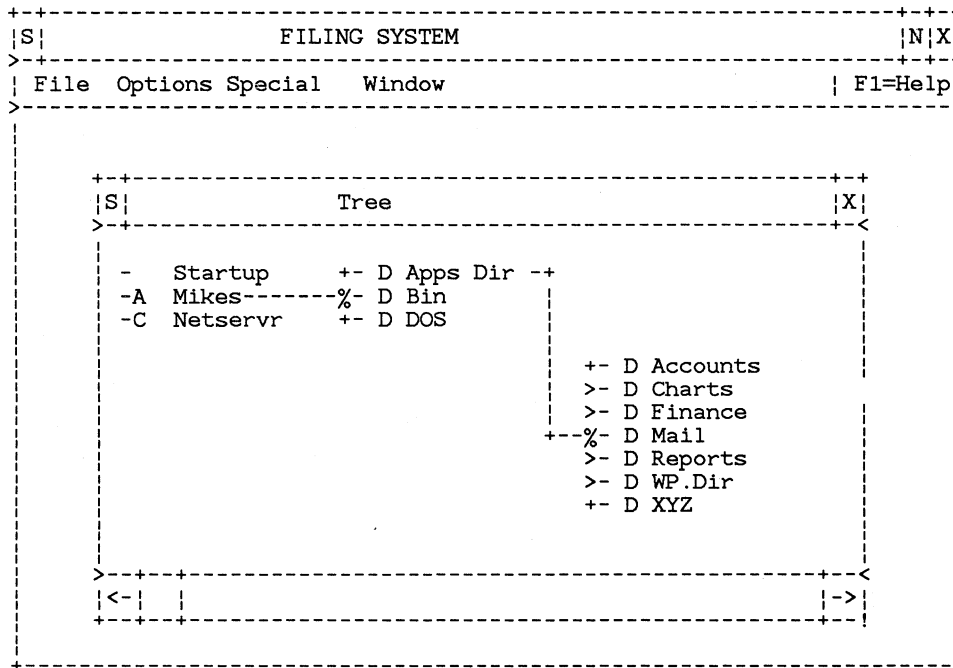 S FILING SYSTEM N X
File Options Special Window F1=Help
S Tree X
- Startup +- D Apps Dir -+
-A Mikes-------%- D Bin
-C Netservr +- D DOS
+- D Accounts
>- D Charts
>- D Finance
+--%- D Mail
>- D Reports
>- D WP.Dir
+- D XYZ
<- ->